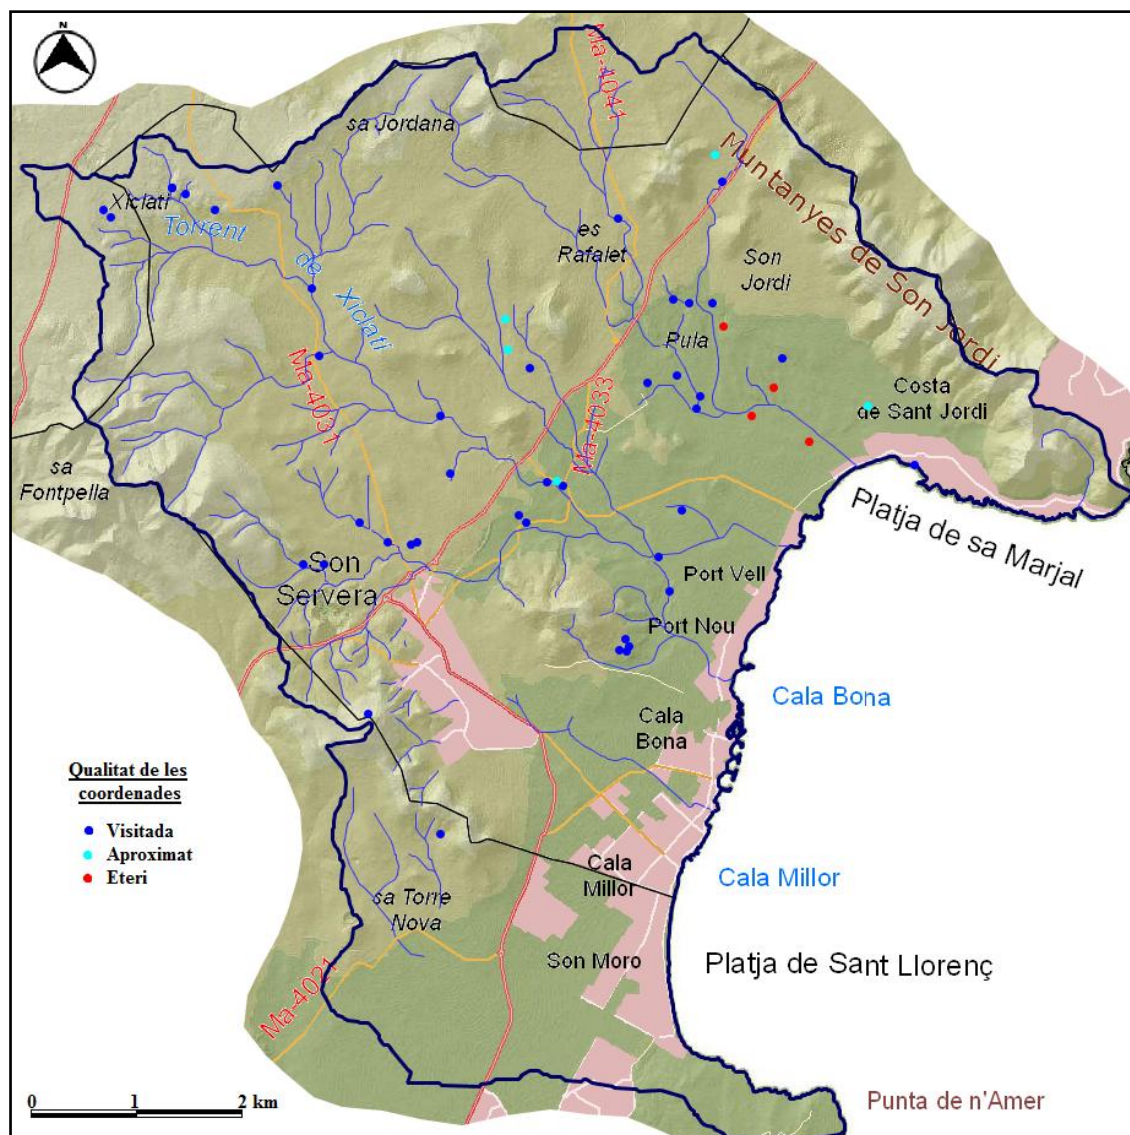 N
Ma-4041
sa Jordana
Muntanyes de Son Jordi
Xiclati
Torrent
de
Xiclati
es
Rafalet
Son
Jordi
Pula
Ma-4031
Ma-4033
Costa
de Sant Jordi
sa
Fontpella
Platja de sa Marjal
Son
Servera
Port Vell
Port Nou
Cala Bona
Cala
Bona
Qualitat de les
coordenades
Visitada
Aproximat
Eteri
Cala
Millor
Cala Millor
sa Torre
Nova
Son Moro
Platja de Sant Llorenç
Ma-4021
0 1 2 km
Punta de n'Amer